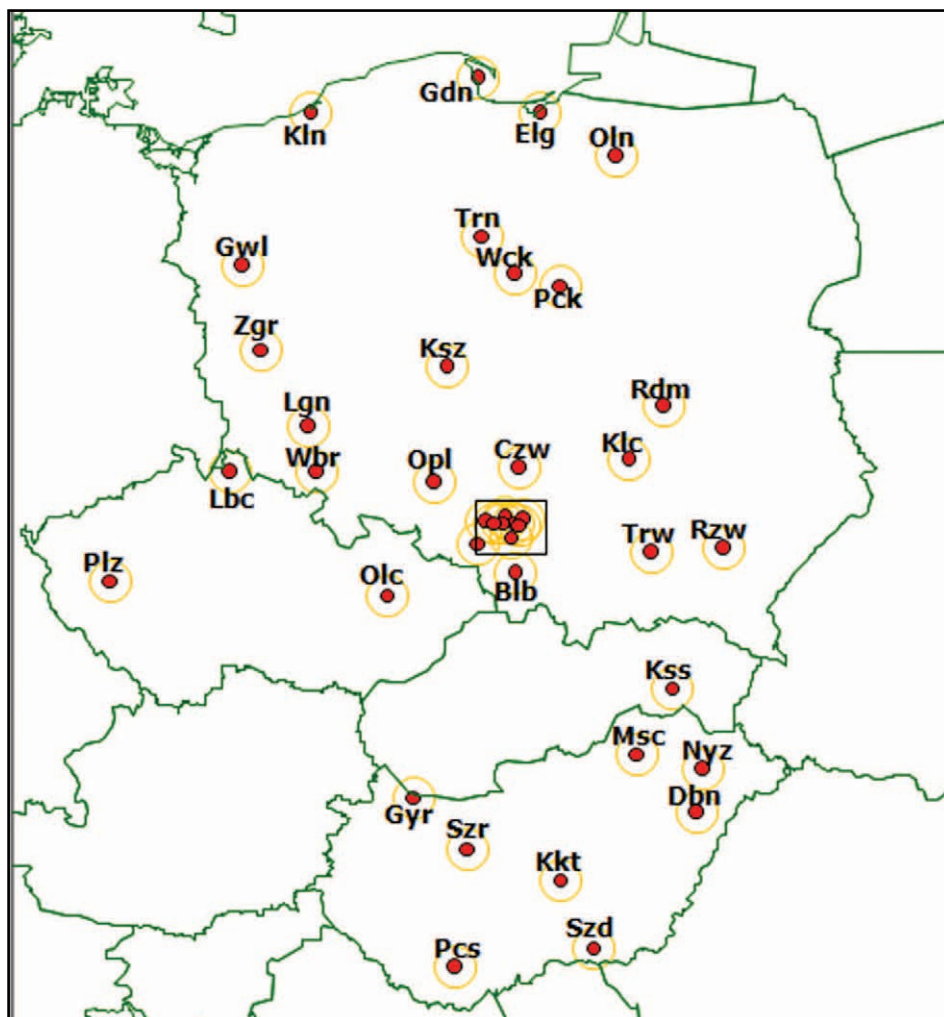 Gdn
Kln
Elg
Oln
Trn
Gwl
Wck
Pck
Zgr
Ksz
Rdm
Lgn
Klc
Czw
Wbr
Opl
Lbc
Trw
Rzw
Plz
Olc
Blb
Kss
Msc
Nyz
Dbn
Gyr
Szr
Kkt
Szd
Pcs